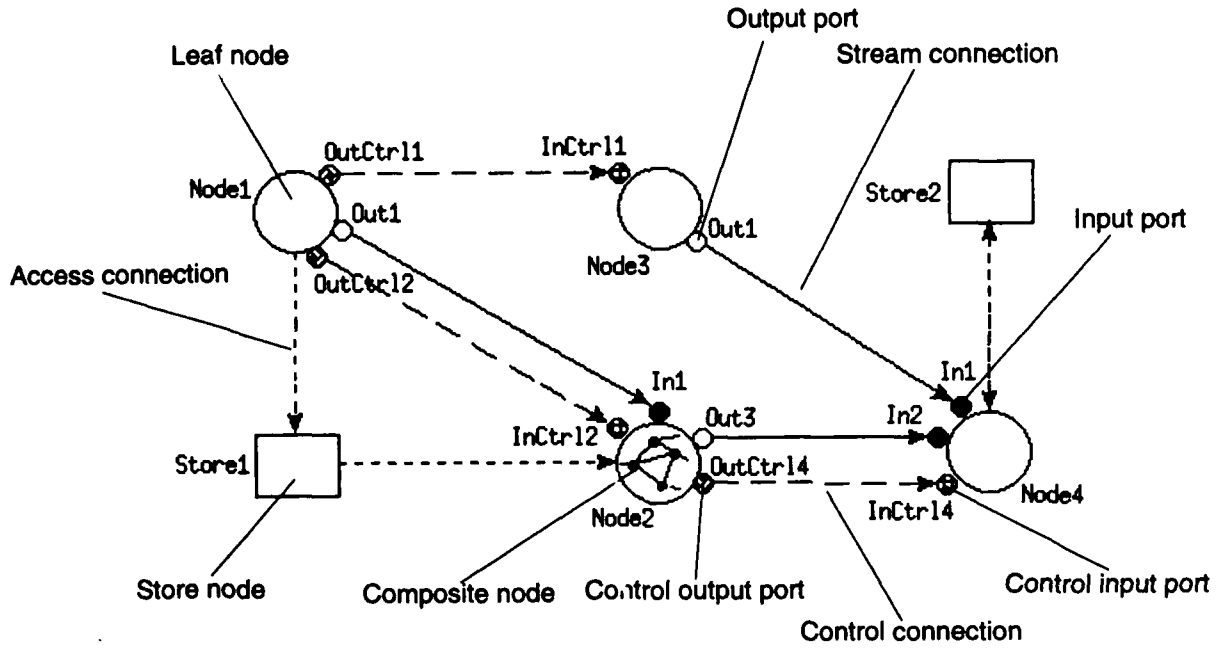 Output port
Leaf node
Stream connection
OutCtrl1
InCtrl1
Node1
Out1
Store2
Input port
Out1
Node3
Access connection
OutCtrl2
In1
In1
Out3
In2
InCtrl2
Store1
OutCtrl4
Node4
InCtrl4
Node2
Store node
Composite node
Control output port
Control input port
Control connection